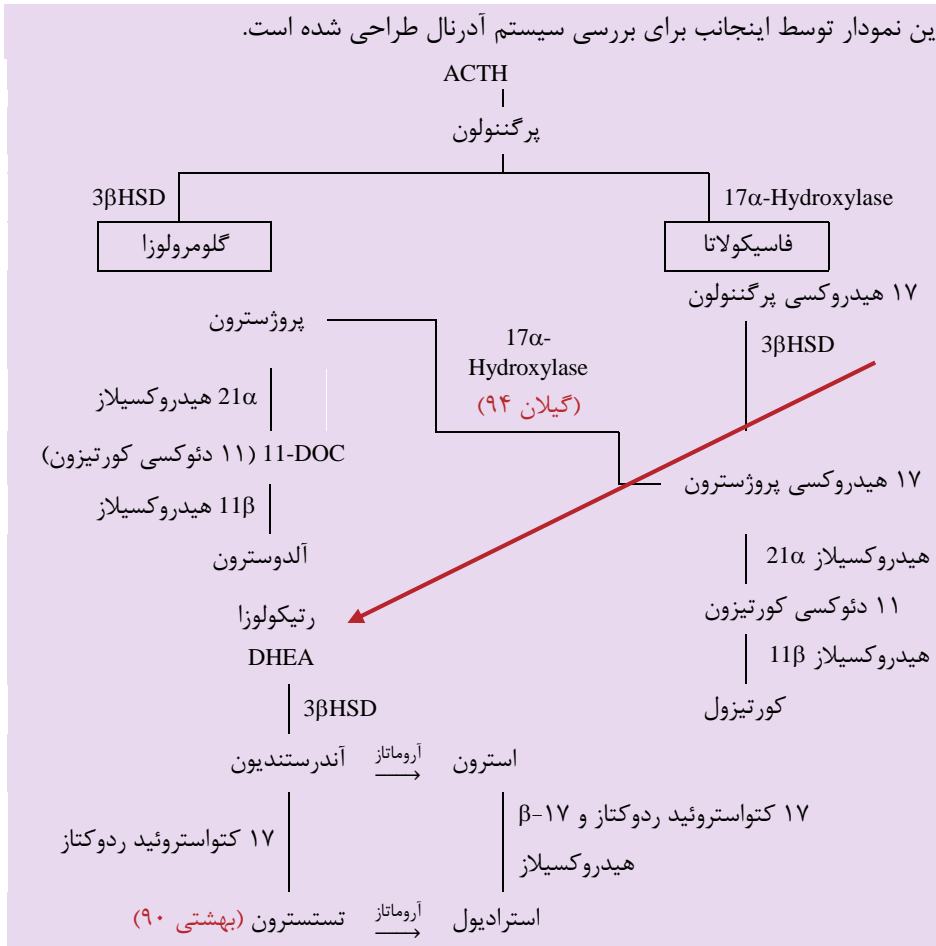 ین نمودار توسط اینجانب برای بررسی سیستم آدرنال طراحی شده است.
ACTH
پرگننولون
3βHSD
17α-Hydroxylase
گلومرولوزا
فاسیکولاتا
۱۷ هیدروکسی پرگننولون
پروژسترون
17α-
Hydroxylase
(گیلان ۹۴)
3βHSD
21α هیدروکسیلاز
11-DOC (۱۱ دئوکسی کورتیزون)
۱۷ هیدروکسی پروژسترون
11β هیدروکسیلاز
آلدوسترون
هیدروکسیلاز 21α
۱۱ دئوکسی کورتیزون
رتیکولوزا
DHEA
هیدروکسیلاز 11β
کورتیزول
3βHSD
آندرستندیون
آروماتاز
استرون
۱۷ کتواستروئید ردوکتاز
۱۷ کتواستروئید ردوکتاز و ۱۷-β
هیدروکسیلاز
تستسترون (بهشتی ۹۰)
آروماتاز
استرادیول